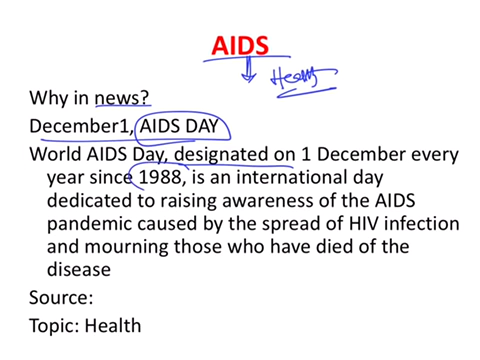 AIDS
Why in news?
December1, AIDS DAY
World AIDS Day, designated on 1 December every
year since 1988, is an international day
dedicated to raising awareness of the AIDS
pandemic caused by the spread of HIV infection
and mourning those who have died of the
disease
Source:
Topic: Health